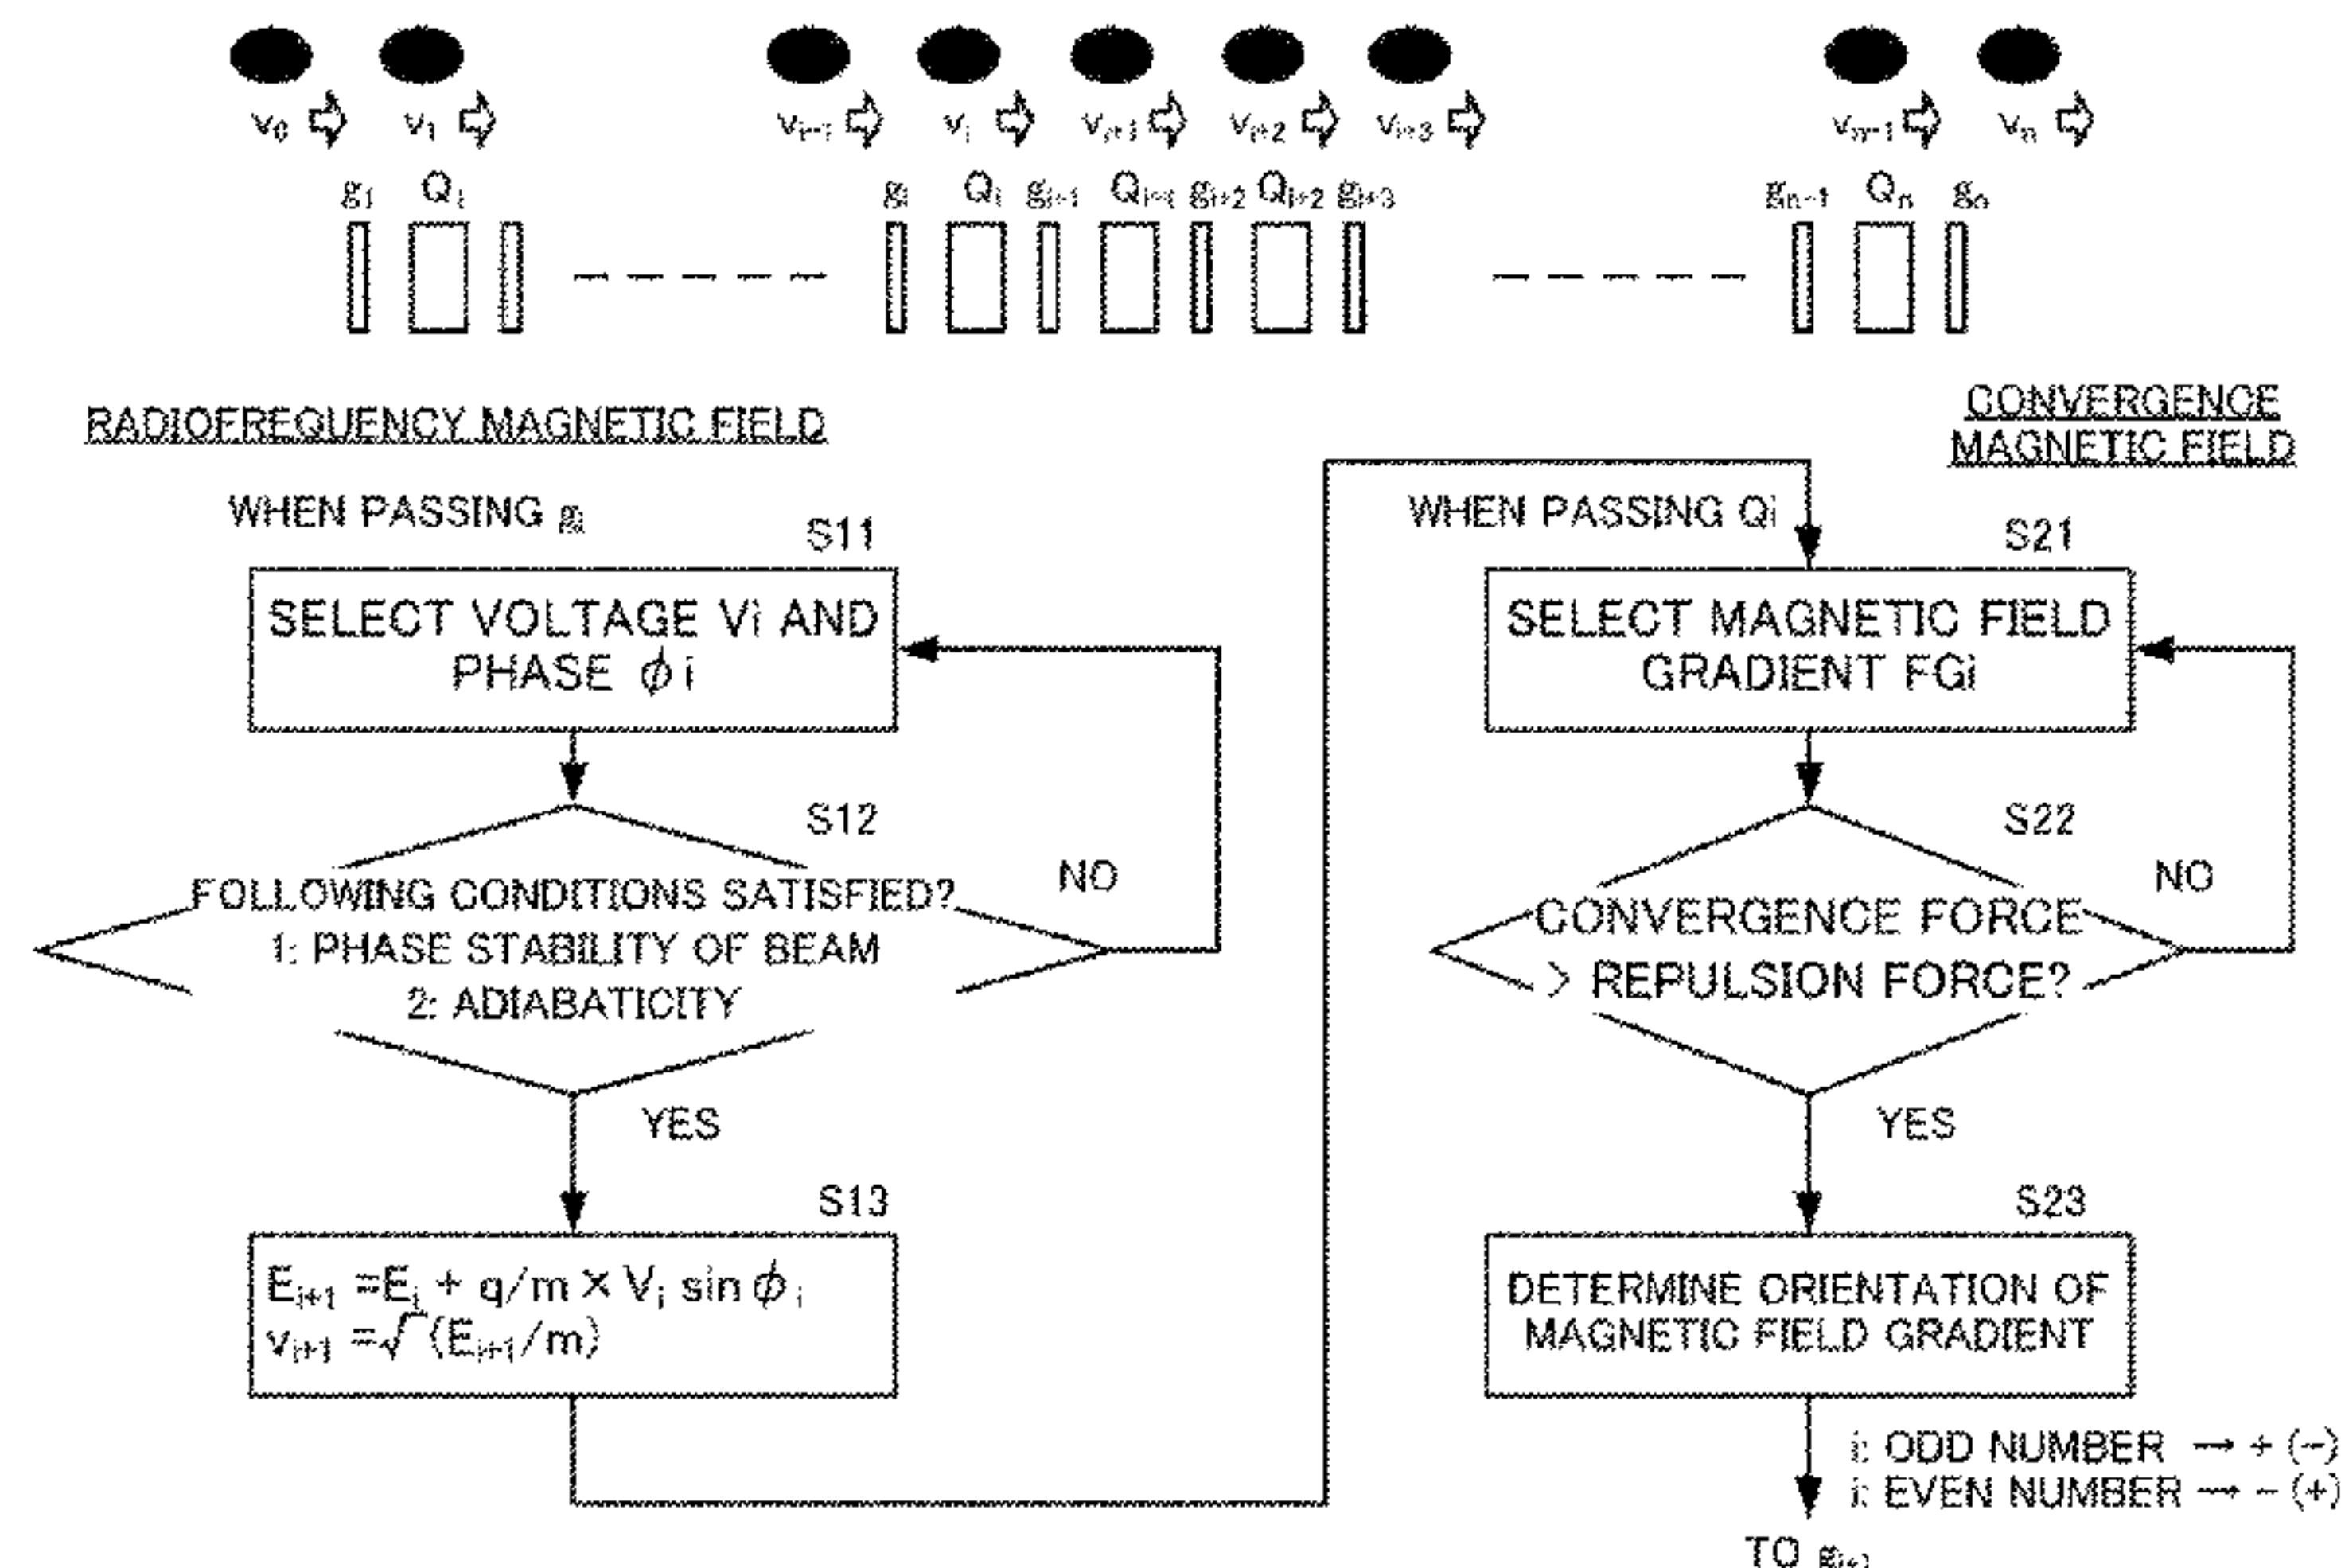 v₀ v₁ vᵢ₋₁ vᵢ vᵢ₊₁ vᵢ₊₂ vᵢ₊₃ vₙ₋₁ vₙ
g₁ Q₁ gᵢ Qᵢ gᵢ₊₁ Qᵢ₊₁ gᵢ₊₂ Qᵢ₊₂ gᵢ₊₃ gₙ₋₁ Qₙ gₙ
RADIOFREQUENCY MAGNETIC FIELD
CONVERGENCE
MAGNETIC FIELD
WHEN PASSING gᵢ
S11
SELECT VOLTAGE Vi AND
PHASE ϕ i
S12
FOLLOWING CONDITIONS SATISFIED?
1: PHASE STABILITY OF BEAM
2: ADIABATICITY
NO
YES
S13
Eᵢ₊₁ =Eᵢ + q/m × Vᵢ sin ϕ ᵢ
vᵢ₊₁ =√ (Eᵢ₊₁/m)
WHEN PASSING Qi
S21
SELECT MAGNETIC FIELD
GRADIENT FGi
S22
CONVERGENCE FORCE
> REPULSION FORCE?
NO
YES
S23
DETERMINE ORIENTATION OF
MAGNETIC FIELD GRADIENT
i: ODD NUMBER → + (−)
i: EVEN NUMBER → − (+)
TO gᵢ₊₁